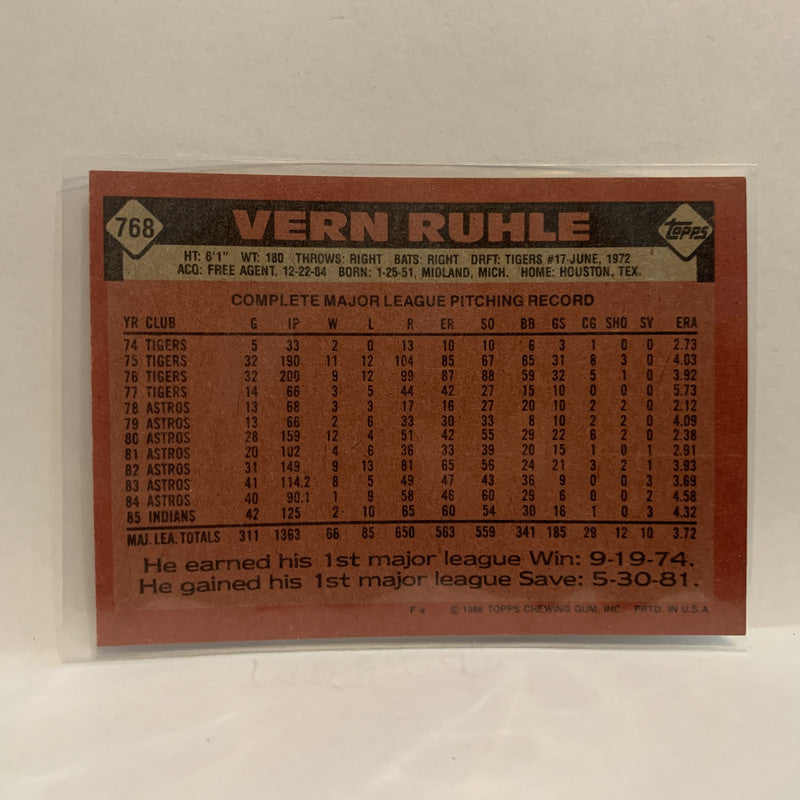 768 VERN RUHLE topps
HT: 6'1" WT: 180 THROWS: RIGHT BATS: RIGHT DRFT: TIGERS #17-JUNE, 1972
ACQ: FREE AGENT, 12-22-84 BORN: 1-25-51, MIDLAND, MICH. HOME: HOUSTON, TEX.
COMPLETE MAJOR LEAGUE PITCHING RECORD
YR CLUB G IP W L R ER SO BB GS CG SHO SV ERA
74 TIGERS 5 33 2 0 13 10 10 6 3 1 0 0 2.73
75 TIGERS 32 190 11 12 104 85 67 65 31 8 3 0 4.03
76 TIGERS 32 200 9 12 99 87 88 59 32 5 1 0 3.92
77 TIGERS 14 66 3 5 44 42 27 15 10 0 0 0 5.73
78 ASTROS 13 68 3 3 17 16 27 20 10 2 2 0 2.12
79 ASTROS 13 66 2 6 33 30 33 8 10 2 2 0 4.09
80 ASTROS 28 159 12 4 51 42 55 29 22 6 2 0 2.38
81 ASTROS 20 102 4 6 36 33 39 20 15 1 0 1 2.91
82 ASTROS 31 149 9 13 81 65 56 24 21 3 2 1 3.93
83 ASTROS 41 114.2 8 5 49 47 43 36 9 0 0 3 3.69
84 ASTROS 40 90.1 1 9 58 46 60 29 6 0 0 2 4.58
85 INDIANS 42 125 2 10 65 60 54 30 16 1 0 3 4.32
MAJ. LEA. TOTALS 311 1363 66 85 650 563 559 341 185 29 12 10 3.72
He earned his 1st major league Win: 9-19-74.
He gained his 1st major league Save: 5-30-81.
F * © 1986 TOPPS CHEWING GUM, INC. PRTD. IN U.S.A.